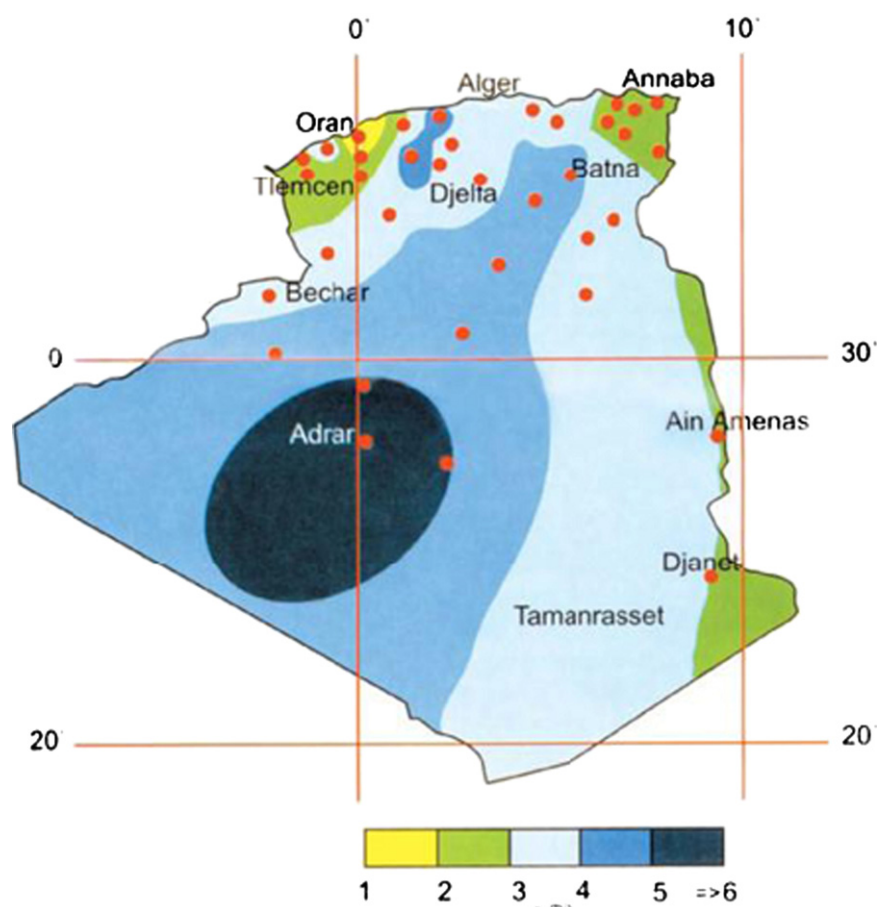 0° 10°
Alger
Annaba
Oran
Batna
Tlemcen
Djelfa
Bechar
0 30°
Ain Amenas
Adrar
Djanet
Tamanrasset
20° 20°
1 2 3 4 5 =>6